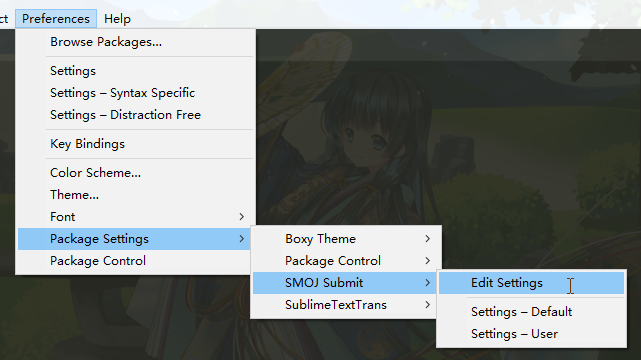 ct Preferences Help
Browse Packages...
Settings
Settings – Syntax Specific
Settings – Distraction Free
Key Bindings
Color Scheme...
Theme...
Font
Package Settings
Package Control
Boxy Theme
Package Control
SMOJ Submit
SublimeTextTrans
Edit Settings
Settings – Default
Settings – User